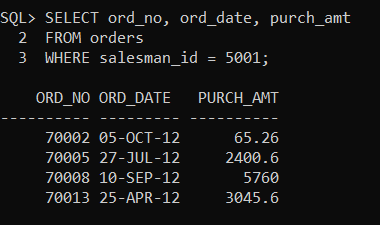 SQL> SELECT ord_no, ord_date, purch_amt
  2  FROM orders
  3  WHERE salesman_id = 5001;

    ORD_NO ORD_DATE   PURCH_AMT
---------- --------- ----------
     70002 05-OCT-12      65.26
     70005 27-JUL-12     2400.6
     70008 10-SEP-12       5760
     70013 25-APR-12     3045.6